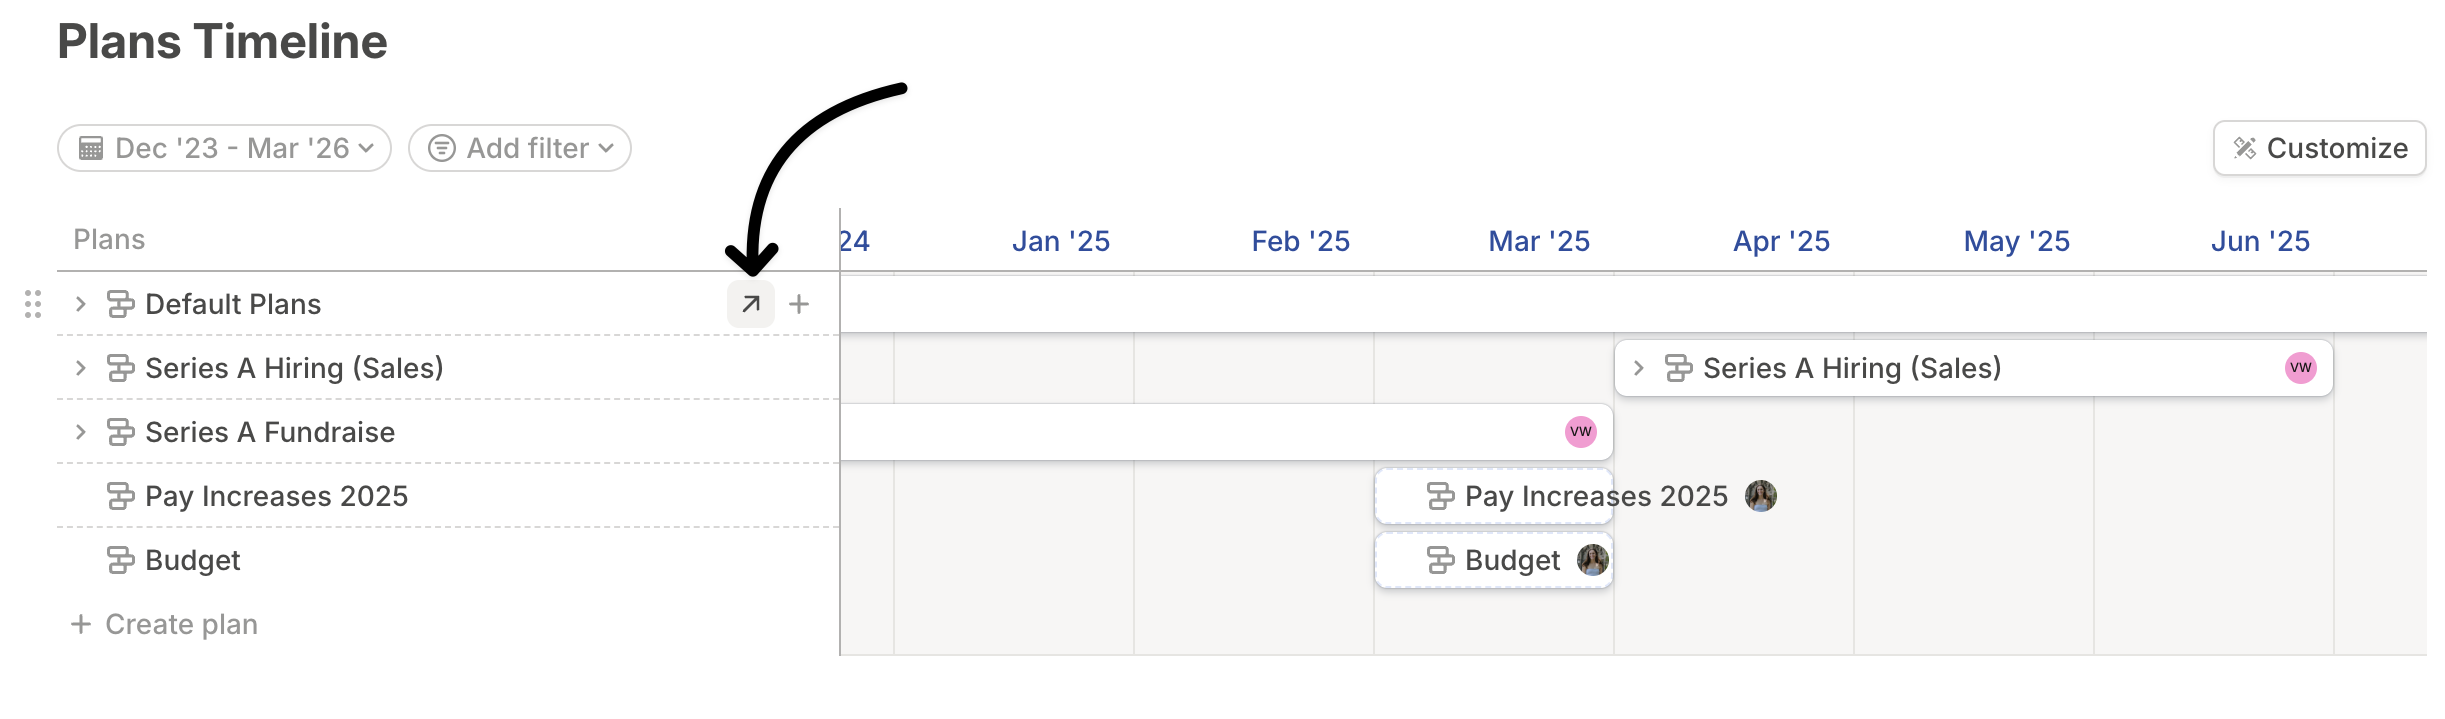 Plans Timeline
Dec '23 - Mar '26 Add filter Customize
Plans 24 Jan '25 Feb '25 Mar '25 Apr '25 May '25 Jun '25
Default Plans
Series A Hiring (Sales) Series A Hiring (Sales) VW
Series A Fundraise VW
Pay Increases 2025 Pay Increases 2025
Budget Budget
+ Create plan